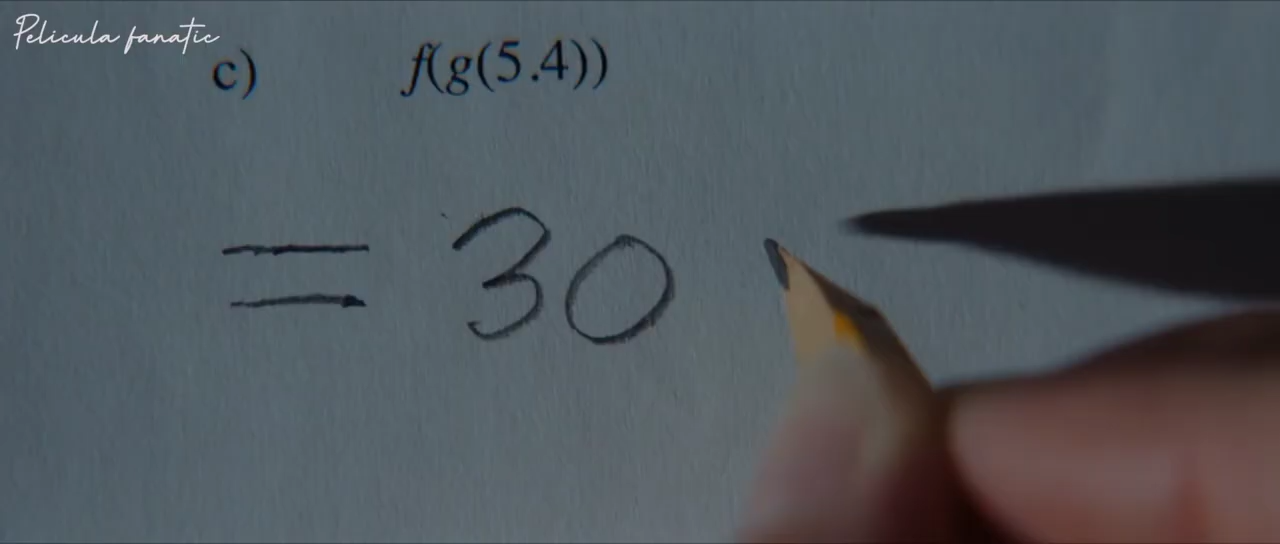 Pelicula fanatic
c) f(g(5.4))
= 30